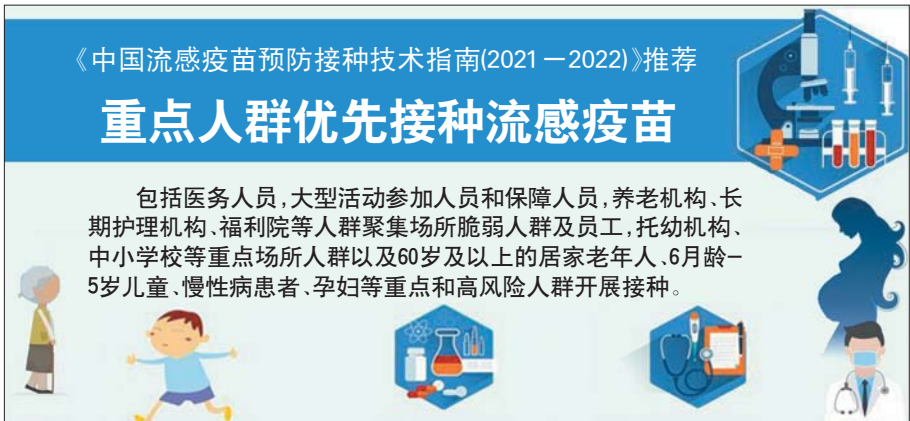 《中国流感疫苗预防接种技术指南(2021－2022)》推荐
重点人群优先接种流感疫苗
包括医务人员,大型活动参加人员和保障人员,养老机构、长
期护理机构、福利院等人群聚集场所脆弱人群及员工,托幼机构、
中小学校等重点场所人群以及60岁及以上的居家老年人、6月龄－
5岁儿童、慢性病患者、孕妇等重点和高风险人群开展接种。